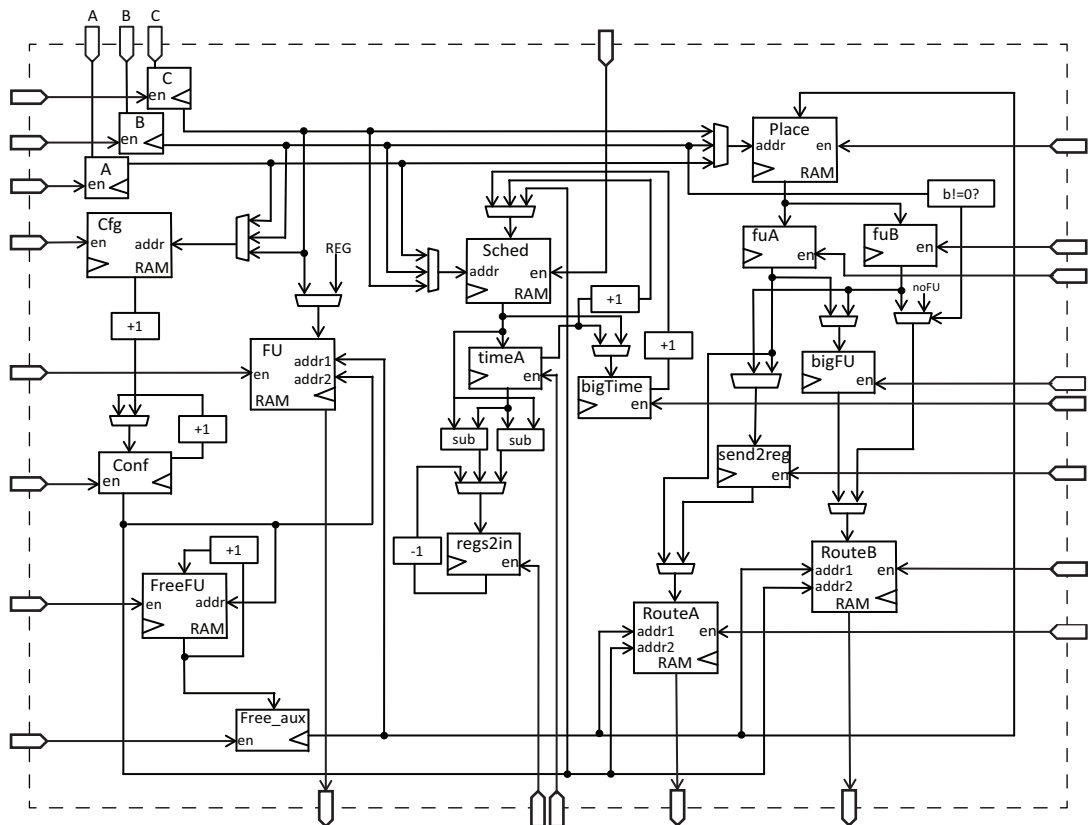 A B C
C
en
B
en
A
en
Place
addr en
RAM
b!=0?
Cfg
en addr
RAM
REG
Sched
addr en
RAM
fuA
en
fuB
en
noFU
+1
+1
+1
FU
addr1
en addr2
RAM
timeA
en
bigTime
en
bigFU
en
+1
sub sub
Conf
en
send2reg
en
-1
regs2in
en
+1
FreeFU
en addr
RAM
RouteB
addr1 en
addr2
RAM
RouteA
addr1 en
addr2
RAM
Free_aux
en